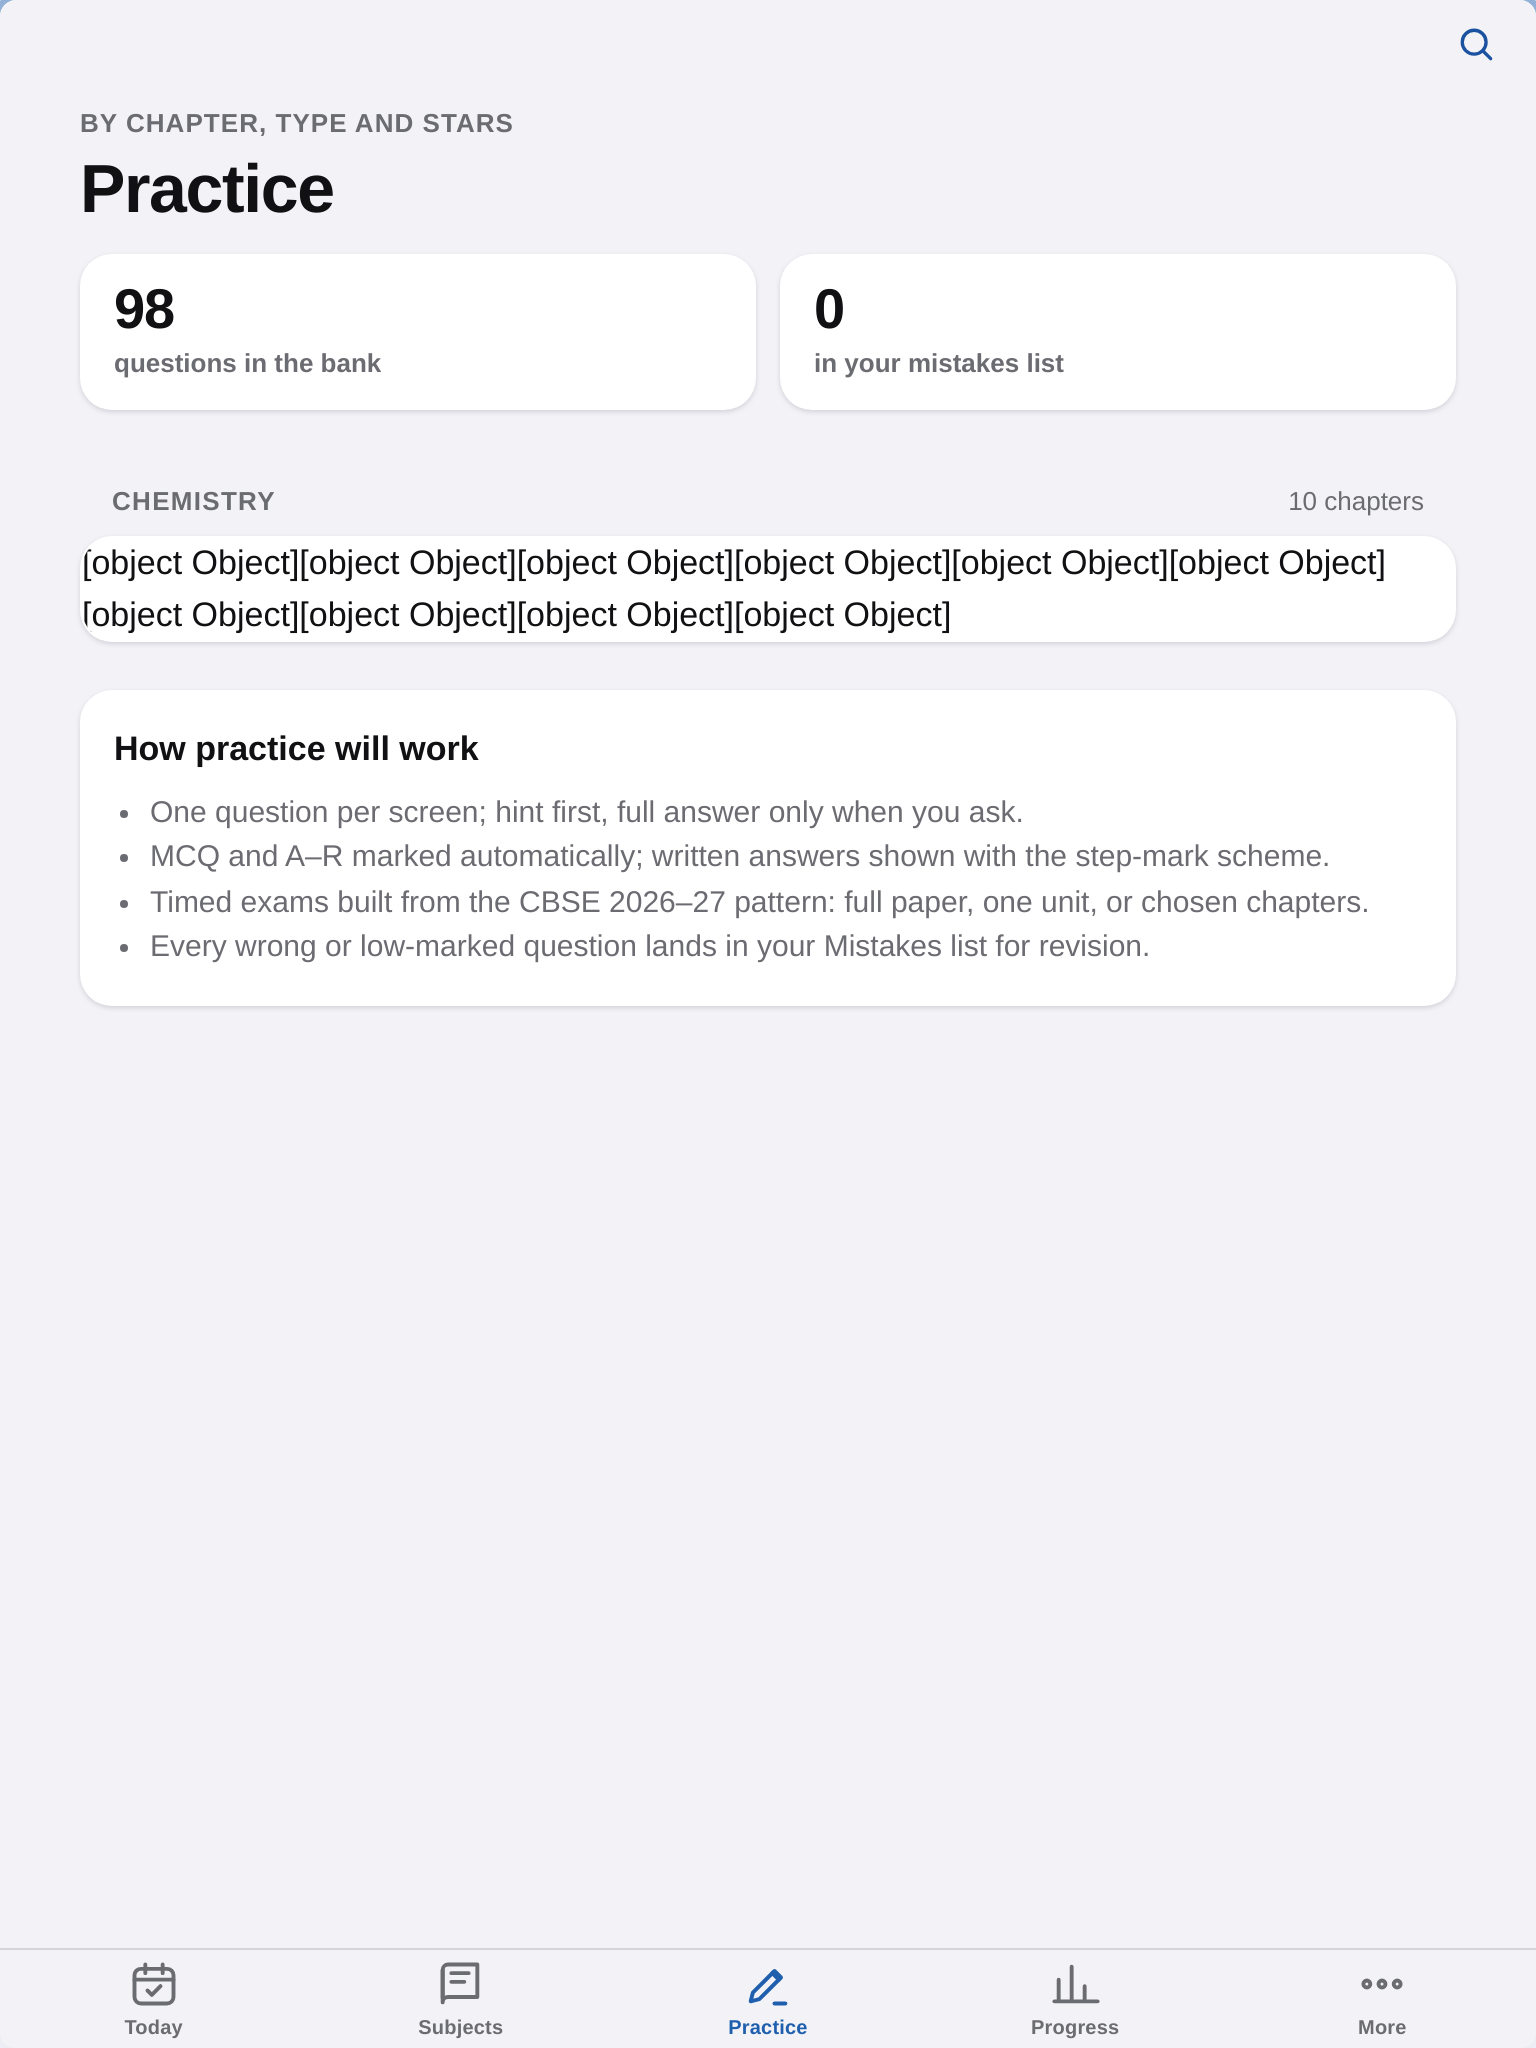 BY CHAPTER, TYPE AND STARS
Practice
98
questions in the bank
0
in your mistakes list
CHEMISTRY
10 chapters
[object Object][object Object][object Object][object Object][object Object][object Object]
[object Object][object Object][object Object][object Object]
How practice will work
• One question per screen; hint first, full answer only when you ask.
• MCQ and A–R marked automatically; written answers shown with the step-mark scheme.
• Timed exams built from the CBSE 2026–27 pattern: full paper, one unit, or chosen chapters.
• Every wrong or low-marked question lands in your Mistakes list for revision.
Today
Subjects
Practice
Progress
More